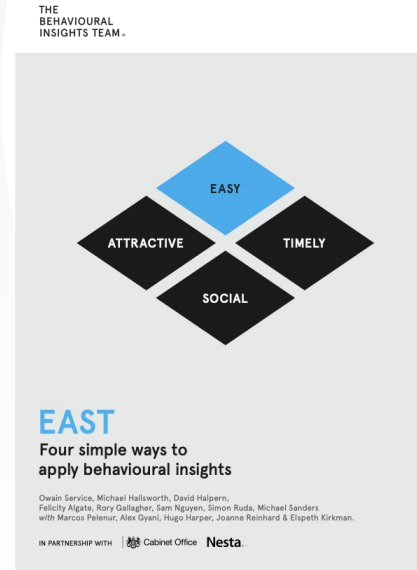 THE
BEHAVIOURAL
INSIGHTS TEAM.
EASY
ATTRACTIVE
TIMELY
SOCIAL
EAST
Four simple ways to
apply behavioural insights
Owain Service, Michael Hallsworth, David Halpern,
Felicity Algate, Rory Gallagher, Sam Nguyen, Simon Ruda, Michael Sanders
with Marcos Pelenur, Alex Gyani, Hugo Harper, Joanne Reinhard & Elspeth Kirkman.
IN PARTNERSHIP WITH Cabinet Office Nesta